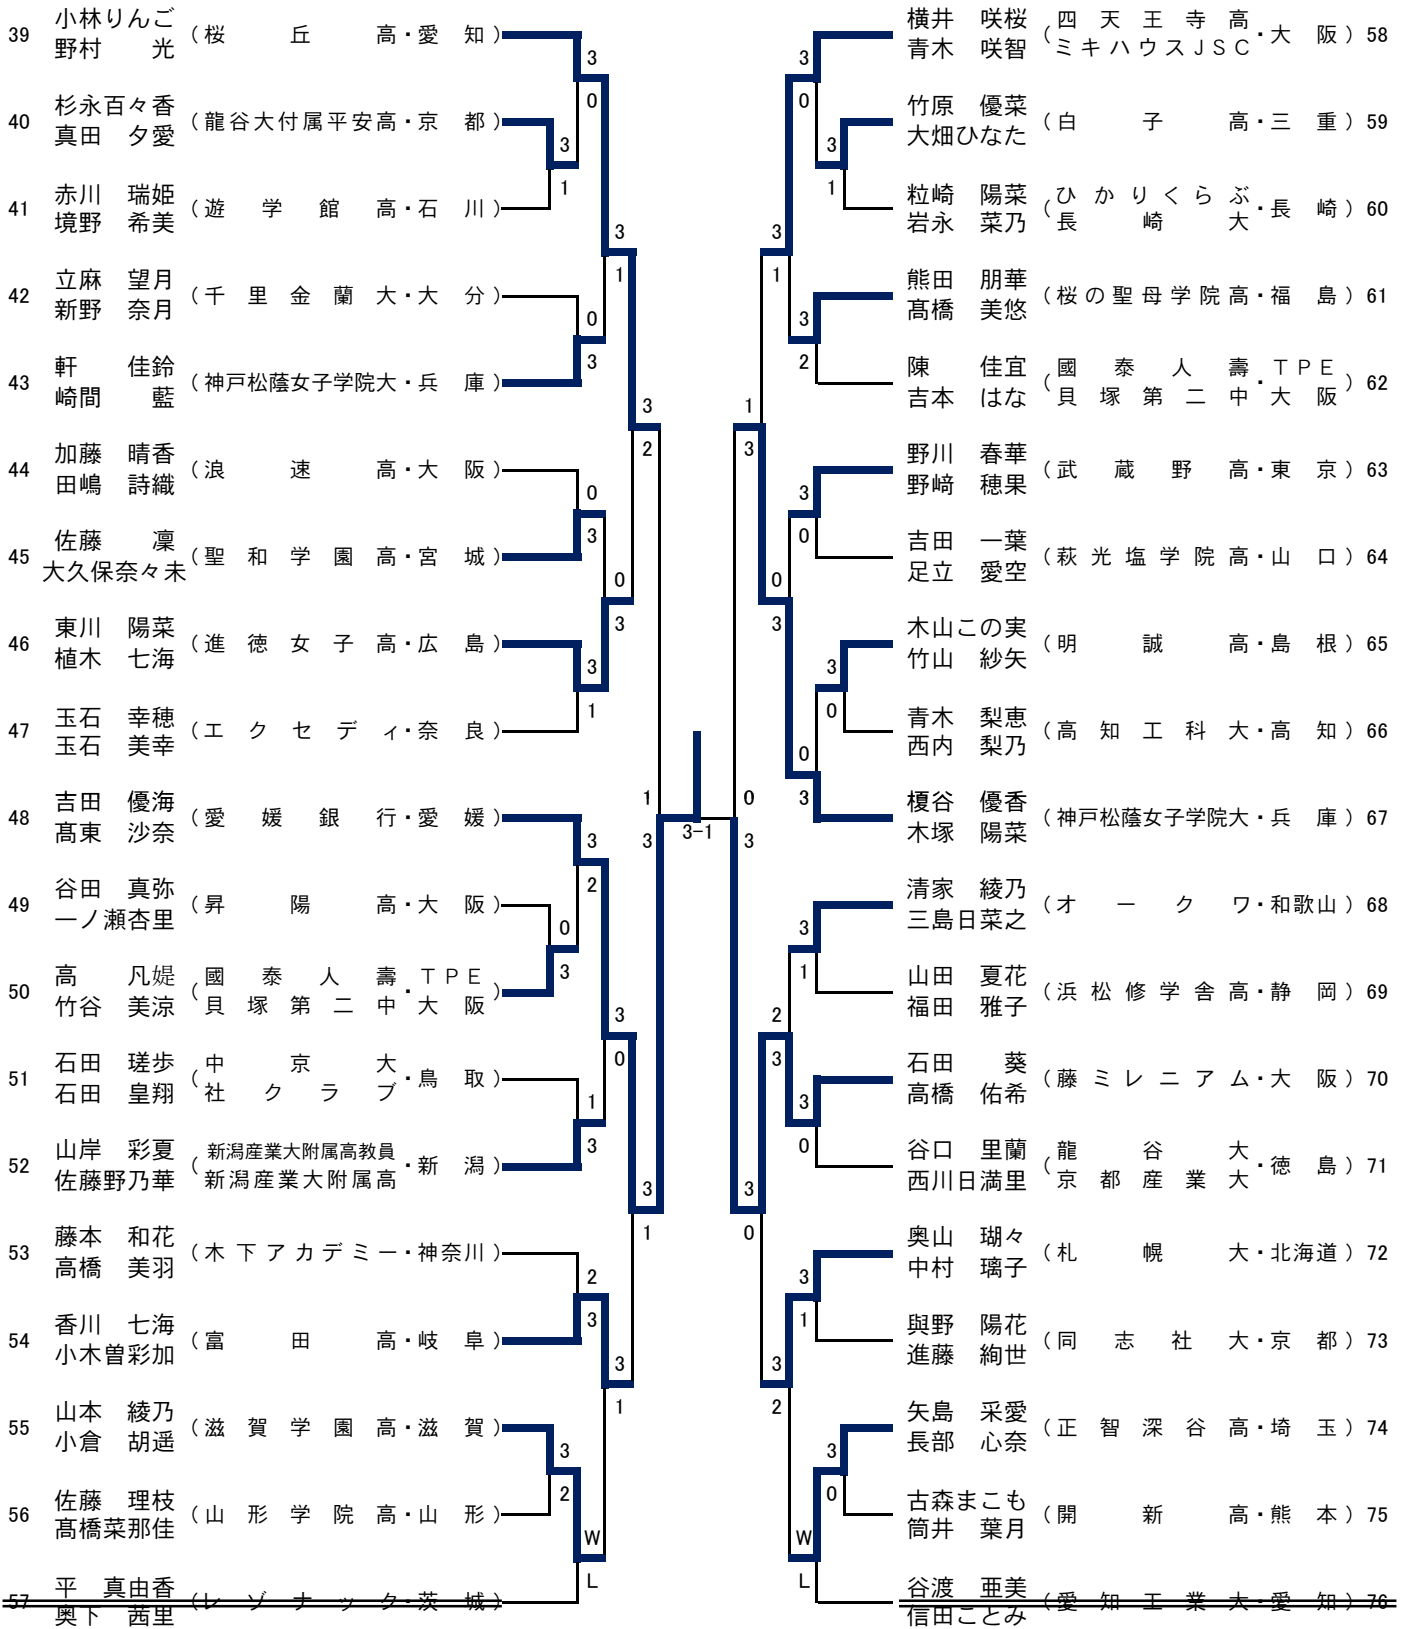 39 小林りんご 野村 光 (桜丘高・愛知)
40 杉永百々香 真田 夕愛 (龍谷大付属平安高・京都)
41 赤川 瑞姫 境野 希美 (遊学館高・石川)
42 立麻 望月 新野 奈月 (千里金蘭大・大分)
43 軒 佳鈴 崎間 藍 (神戸松蔭女子学院大・兵庫)
44 加藤 晴香 田嶋 詩織 (浪速高・大阪)
45 佐藤 凜 大久保奈々未 (聖和学園高・宮城)
46 東川 陽菜 植木 七海 (進徳女子高・広島)
47 玉石 幸穂 玉石 美幸 (エクセディ・奈良)
48 吉田 優海 髙東 沙奈 (愛媛銀行・愛媛)
49 谷田 真弥 一ノ瀬杏里 (昇陽高・大阪)
50 高 凡媞 竹谷 美涼 (國泰人壽 貝塚第二中・TPE 大阪)
51 石田 瑳歩 石田 皇翔 (中京大 社クラブ・鳥取)
52 山岸 彩夏 佐藤野乃華 (新潟産業大附属高教員 新潟産業大附属高・新潟)
53 藤本 和花 高橋 美羽 (木下アカデミー・神奈川)
54 香川 七海 小木曽彩加 (富田高・岐阜)
55 山本 綾乃 小倉 胡遥 (滋賀学園高・滋賀)
56 佐藤 理枝 髙橋菜那佳 (山形学院高・山形)
57 平 真由香 奥下 茜里 (レゾナック・茨城)
3
0
3
1
3
1
0
3
3
2
0
3
0
3
3
1
1
3
3
2
0
3
3
0
1
3
3
1
2
3
3
1
3
2
W
L
3-1
横井 咲桜 青木 咲智 (四天王寺高 ミキハウスJSC・大阪) 58
竹原 優菜 大畑ひなた (白子高・三重) 59
粒崎 陽菜 岩永 菜乃 (ひかりくらぶ 長崎大・長崎) 60
熊田 朋華 髙橋 美悠 (桜の聖母学院高・福島) 61
陳 佳宜 吉本 はな (國泰人壽 貝塚第二中・TPE 大阪) 62
野川 春華 野﨑 穂果 (武蔵野高・東京) 63
吉田 一葉 足立 愛空 (萩光塩学院高・山口) 64
木山この実 竹山 紗矢 (明誠高・島根) 65
青木 梨恵 西内 梨乃 (高知工科大・高知) 66
榎谷 優香 木塚 陽菜 (神戸松蔭女子学院大・兵庫) 67
清家 綾乃 三島日菜之 (オークワ・和歌山) 68
山田 夏花 福田 雅子 (浜松修学舎高・静岡) 69
石田 葵 高橋 佑希 (藤ミレニアム・大阪) 70
谷口 里蘭 西川日満里 (龍谷大 京都産業大・徳島) 71
奥山 瑚々 中村 璃子 (札幌大・北海道) 72
與野 陽花 進藤 絢世 (同志社大・京都) 73
矢島 采愛 長部 心奈 (正智深谷高・埼玉) 74
古森まこも 筒井 葉月 (開新高・熊本) 75
谷渡 亜美 信田ことみ (愛知工業大・愛知) 76
3
0
3
1
3
1
3
2
1
3
3
0
0
3
3
0
0
3
0
3
3
1
2
3
3
0
3
0
3
1
3
2
3
0
W
L